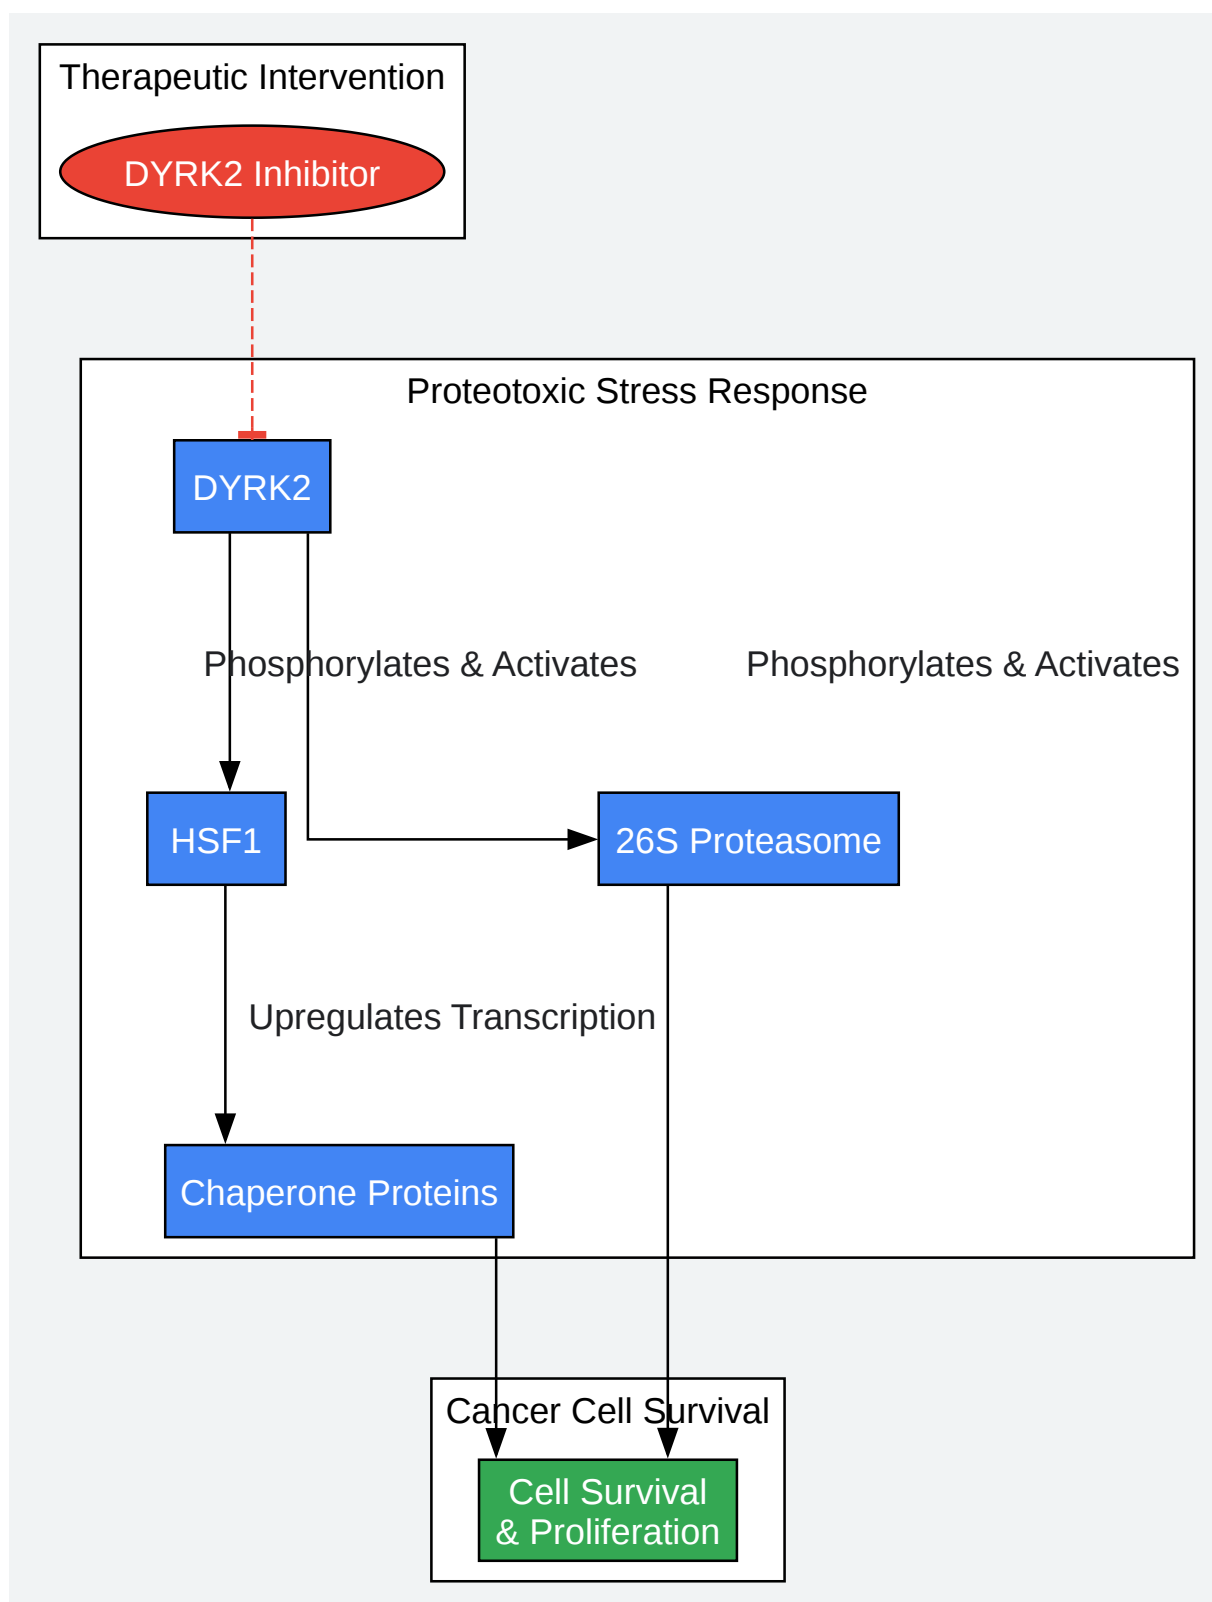 Therapeutic Intervention
DYRK2 Inhibitor
Proteotoxic Stress Response
DYRK2
Phosphorylates & Activates
Phosphorylates & Activates
HSF1
26S Proteasome
Upregulates Transcription
Chaperone Proteins
Cancer Cell Survival
Cell Survival
& Proliferation